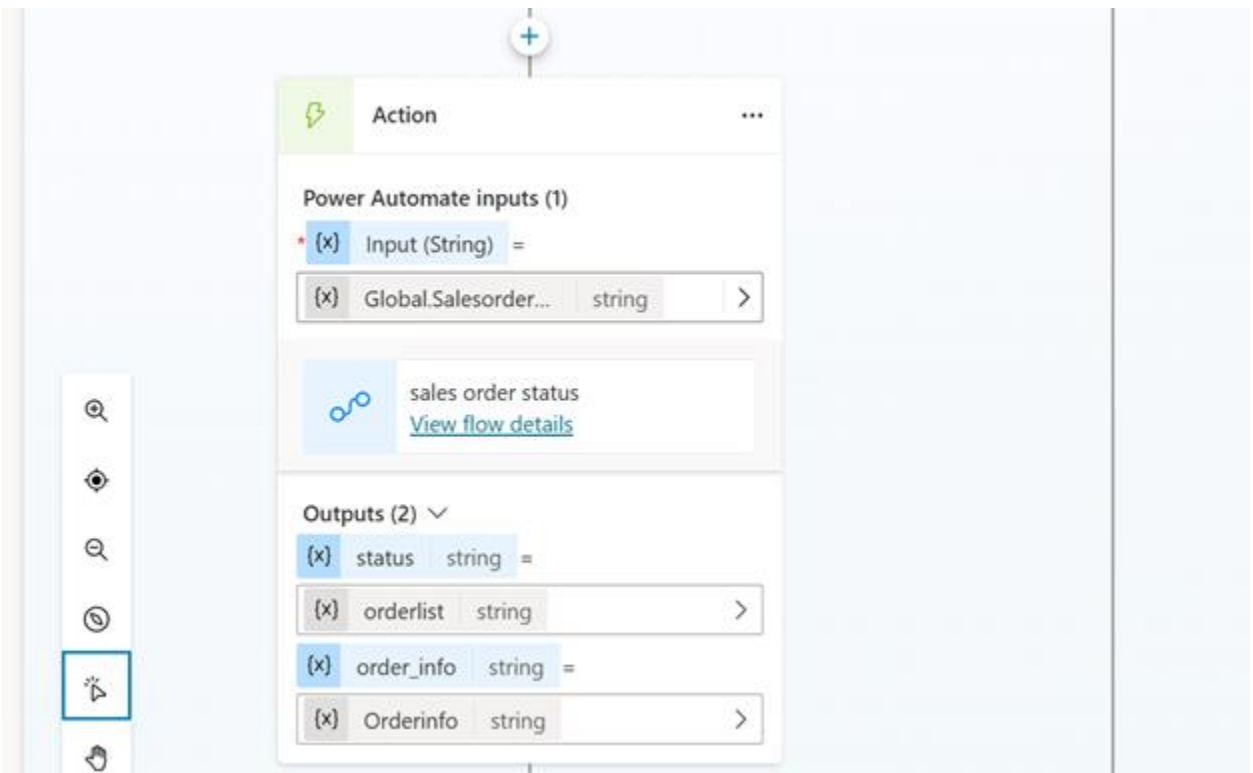 Action
Power Automate inputs (1)
* {x} Input (String) =
{x} Global.Salesorder... string
sales order status
View flow details
Outputs (2)
{x} status string =
{x} orderlist string
{x} order_info string =
{x} Orderinfo string